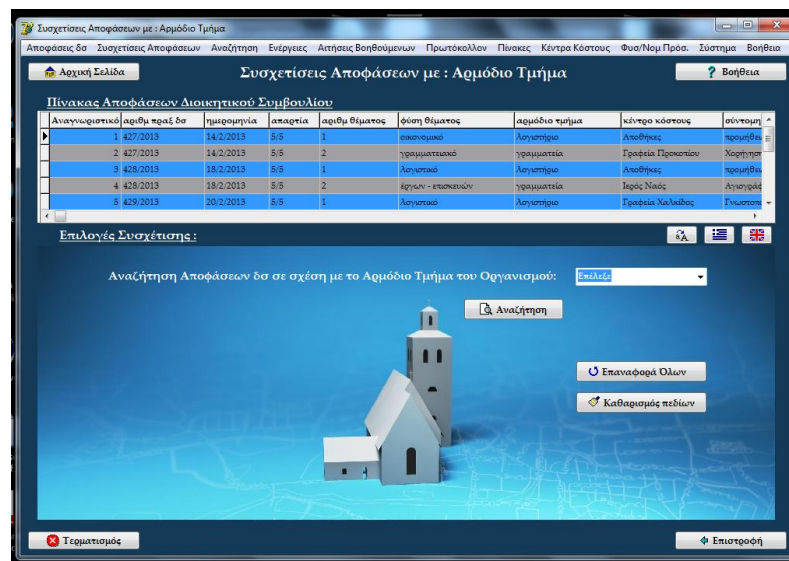 Συσχετίσεις Αποφάσεων με : Αρμόδιο Τμήμα
Αποφάσεις δσ Συσχετίσεις Αποφάσεων Αναζήτηση Ενέργειες Αιτήσεις Βοηθούμενων Πρωτόκολλον Πίνακες Κέντρα Κόστους Φυσ/Νομ Πρόσ. Σύστημα Βοήθεια
Αρχική Σελίδα Συσχετίσεις Αποφάσεων με : Αρμόδιο Τμήμα Βοήθεια
Πίνακας Αποφάσεων Διοικητικού Συμβουλίου
Αναγνωριστικό αριθμ πραξ δσ ημερομηνία απαρτία αριθμ θέματος φύση θέματος αρμόδιο τμήμα κέντρο κόστους σύντομη
1 427/2013 14/2/2013 5/5 1 οικονομικό λογιστήριο Αποθήκες προμήθει
2 427/2013 14/2/2013 5/5 2 γραμματειακό γραμματεία Γραφεία Προκοπίου Χορήγησ
3 428/2013 18/2/2013 5/5 1 λογιστικό λογιστήριο Αποθήκες προμήθει
4 428/2013 18/2/2013 5/5 2 έργων - επισκευών γραμματεία Ιερός Ναός Αγιογράφ
5 429/2013 20/2/2013 5/5 1 λογιστικό λογιστήριο Γραφεία Χαλκίδος Γνωστοπο
Επιλογές Συσχέτισης :
Αναζήτηση Αποφάσεων δσ σε σχέση με το Αρμόδιο Τμήμα του Οργανισμού: Επέλεξε
Αναζήτηση
Επαναφορά Όλων
Καθαρισμός πεδίων
Τερματισμός Επιστροφή